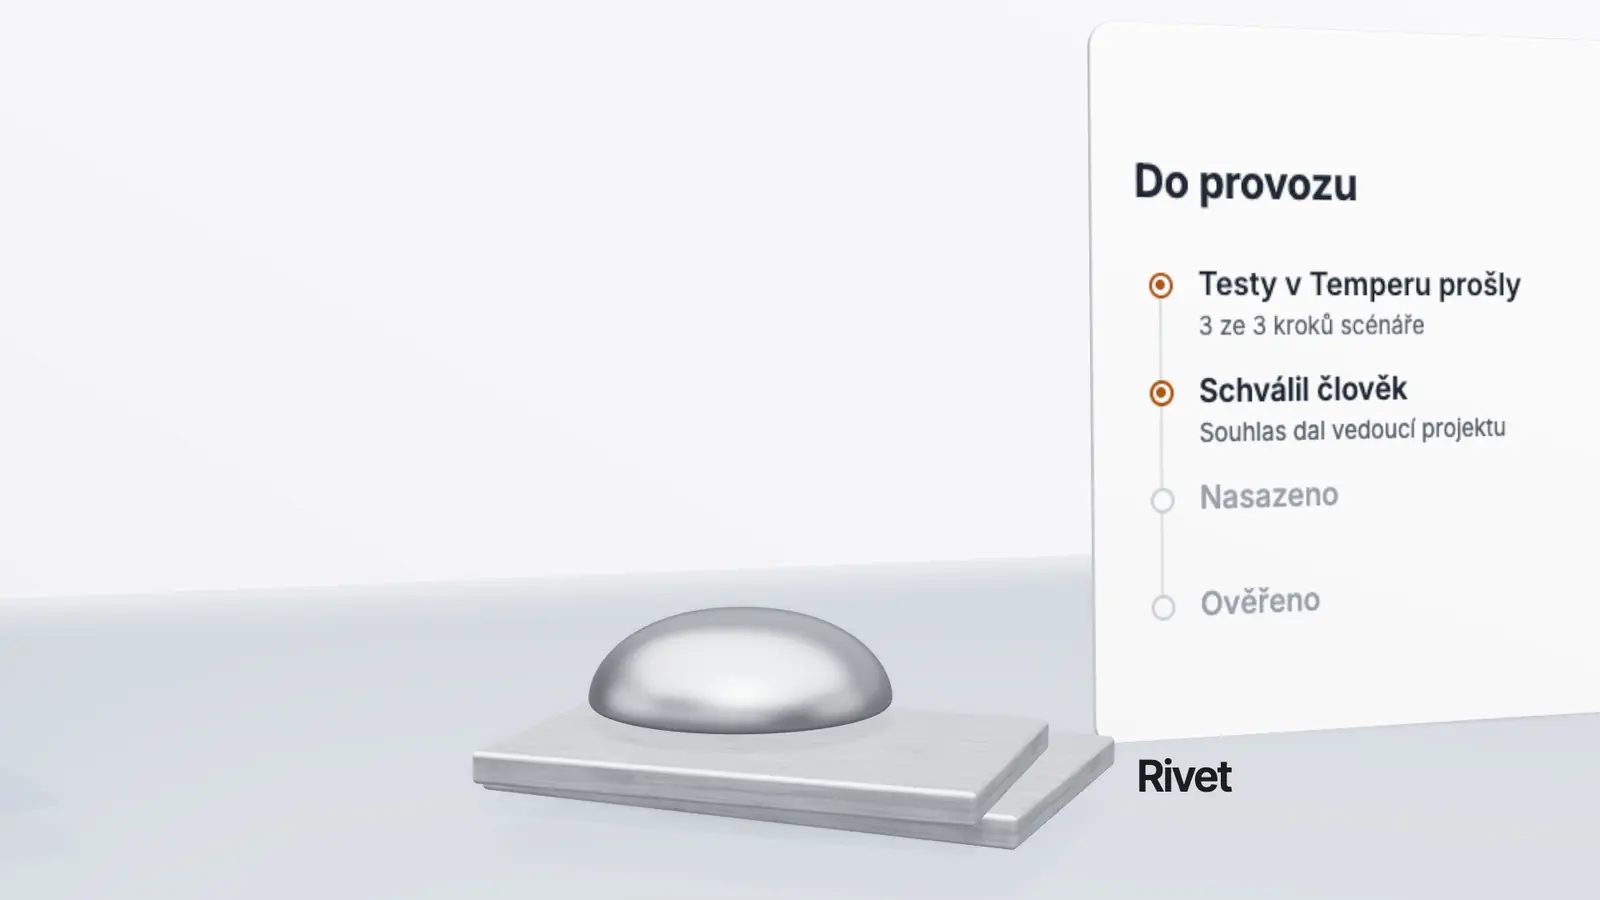 Do provozu
Testy v Temperu prošly
3 ze 3 kroků scénáře
Schválil člověk
Souhlas dal vedoucí projektu
Nasazeno
Ověřeno
Rivet